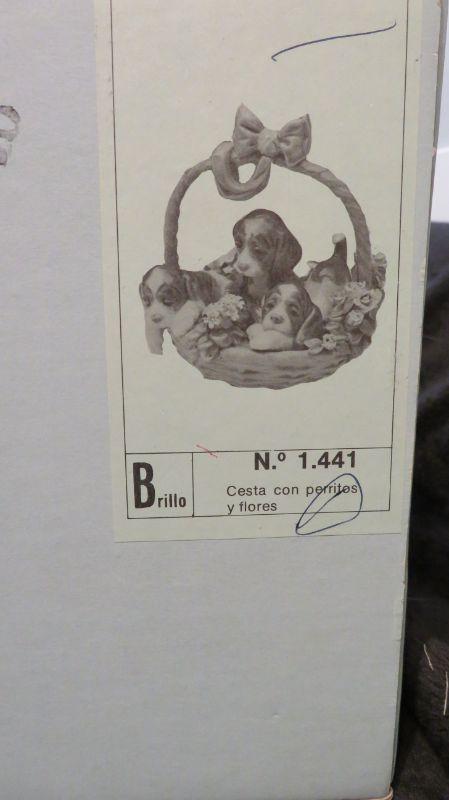 N.º 1.441
Brillo
Cesta con perritos
y flores